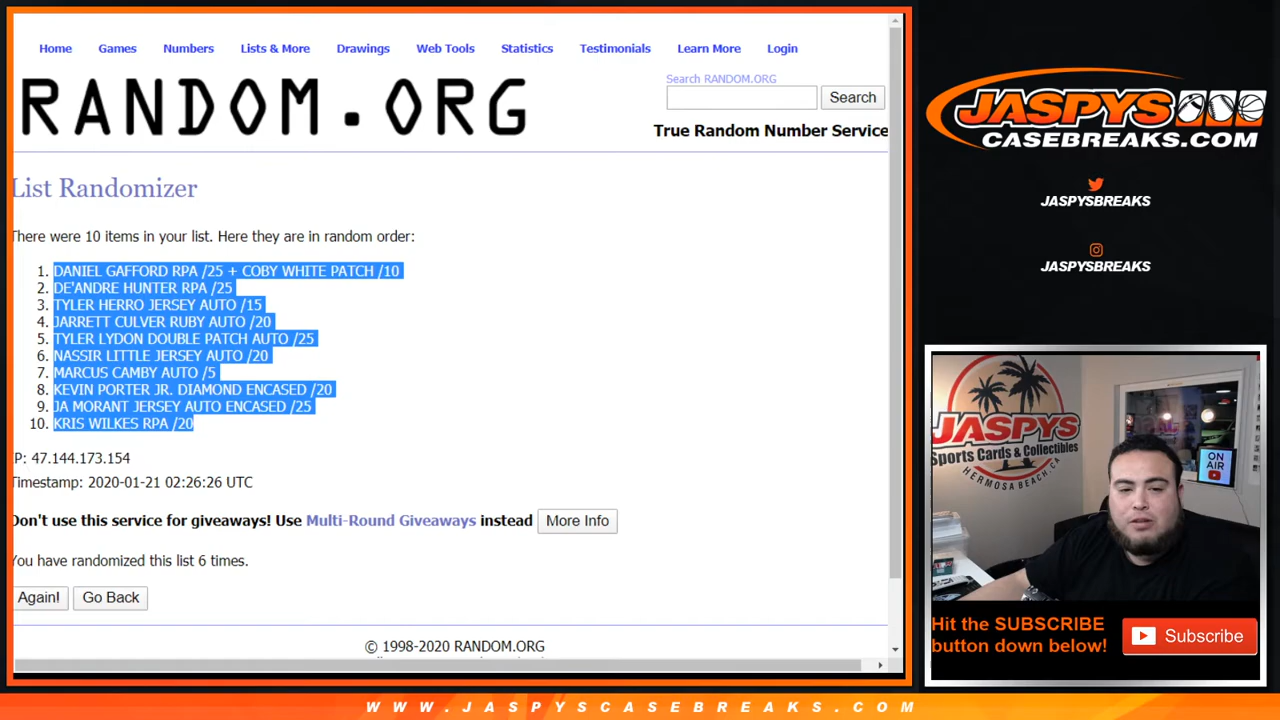 Home Games Numbers Lists & More Drawings Web Tools Statistics Testimonials Learn More Login
RANDOM.ORG
Search RANDOM.ORG
Search
True Random Number Service
List Randomizer
There were 10 items in your list. Here they are in random order:
1. DANIEL GAFFORD RPA /25 + COBY WHITE PATCH /10
2. DE'ANDRE HUNTER RPA /25
3. TYLER HERRO JERSEY AUTO /15
4. JARRETT CULVER RUBY AUTO /20
5. TYLER LYDON DOUBLE PATCH AUTO /25
6. NASSIR LITTLE JERSEY AUTO /20
7. MARCUS CAMBY AUTO /5
8. KEVIN PORTER JR. DIAMOND ENCASED /20
9. JA MORANT JERSEY AUTO ENCASED /25
10. KRIS WILKES RPA /20
P: 47.144.173.154
Timestamp: 2020-01-21 02:26:26 UTC
Don't use this service for giveaways! Use Multi-Round Giveaways instead More Info
You have randomized this list 6 times.
Again! Go Back
© 1998-2020 RANDOM.ORG
JASPYS
CASEBREAKS.COM
JASPYSBREAKS
JASPYSBREAKS
JASPYS
Sports Cards & Collectibles
HERMOSA BEACH, CA
ON
AIR
Hit the SUBSCRIBE
button down below!
Subscribe
WWW.JASPYSCASEBREAKS.COM